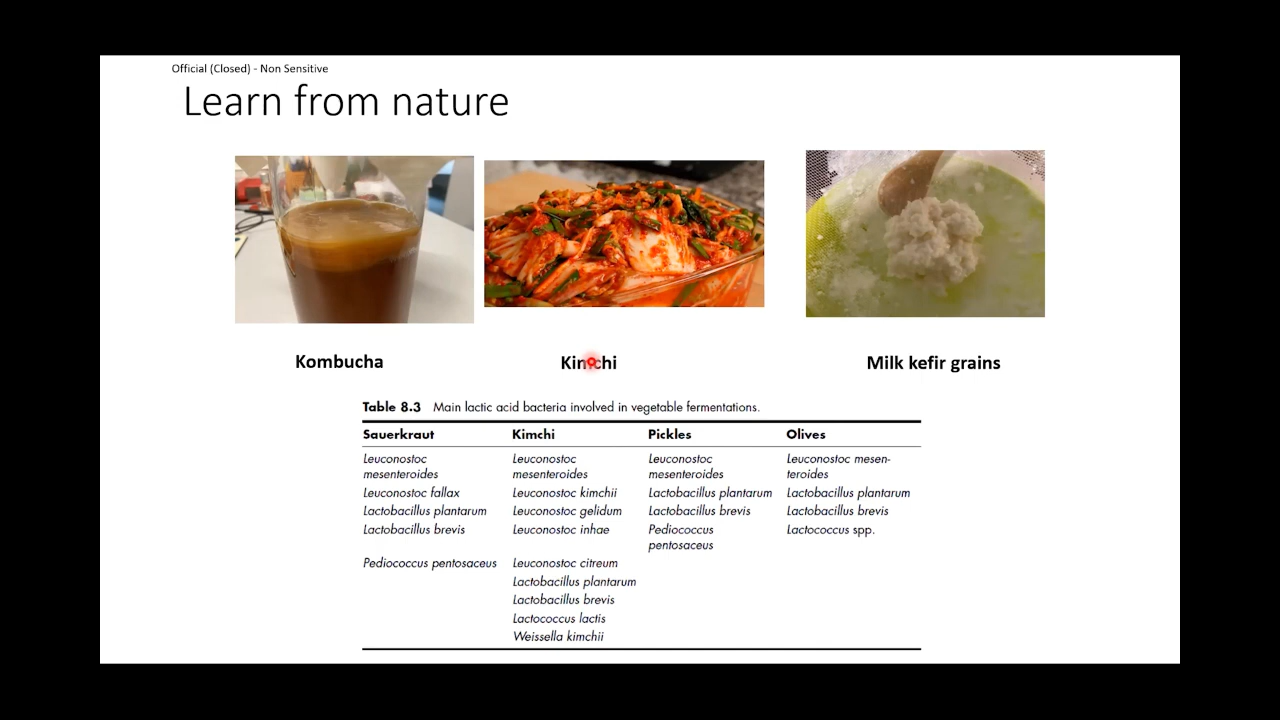 Official (Closed) - Non Sensitive
Learn from nature
Kombucha
Kimchi
Milk kefir grains
Table 8.3 Main lactic acid bacteria involved in vegetable fermentations.
Sauerkraut Kimchi Pickles Olives
Leuconostoc Leuconostoc Leuconostoc Leuconostoc mesen-
mesenteroides mesenteroides mesenteroides teroides
Leuconostoc fallax Leuconostoc kimchii Lactobacillus plantarum Lactobacillus plantarum
Lactobacillus plantarum Leuconostoc gelidum Lactobacillus brevis Lactobacillus brevis
Lactobacillus brevis Leuconostoc inhae Pediococcus Lactococcus spp.
pentosaceus
Pediococcus pentosaceus Leuconostoc citreum
Lactobacillus plantarum
Lactobacillus brevis
Lactococcus lactis
Weissella kimchii